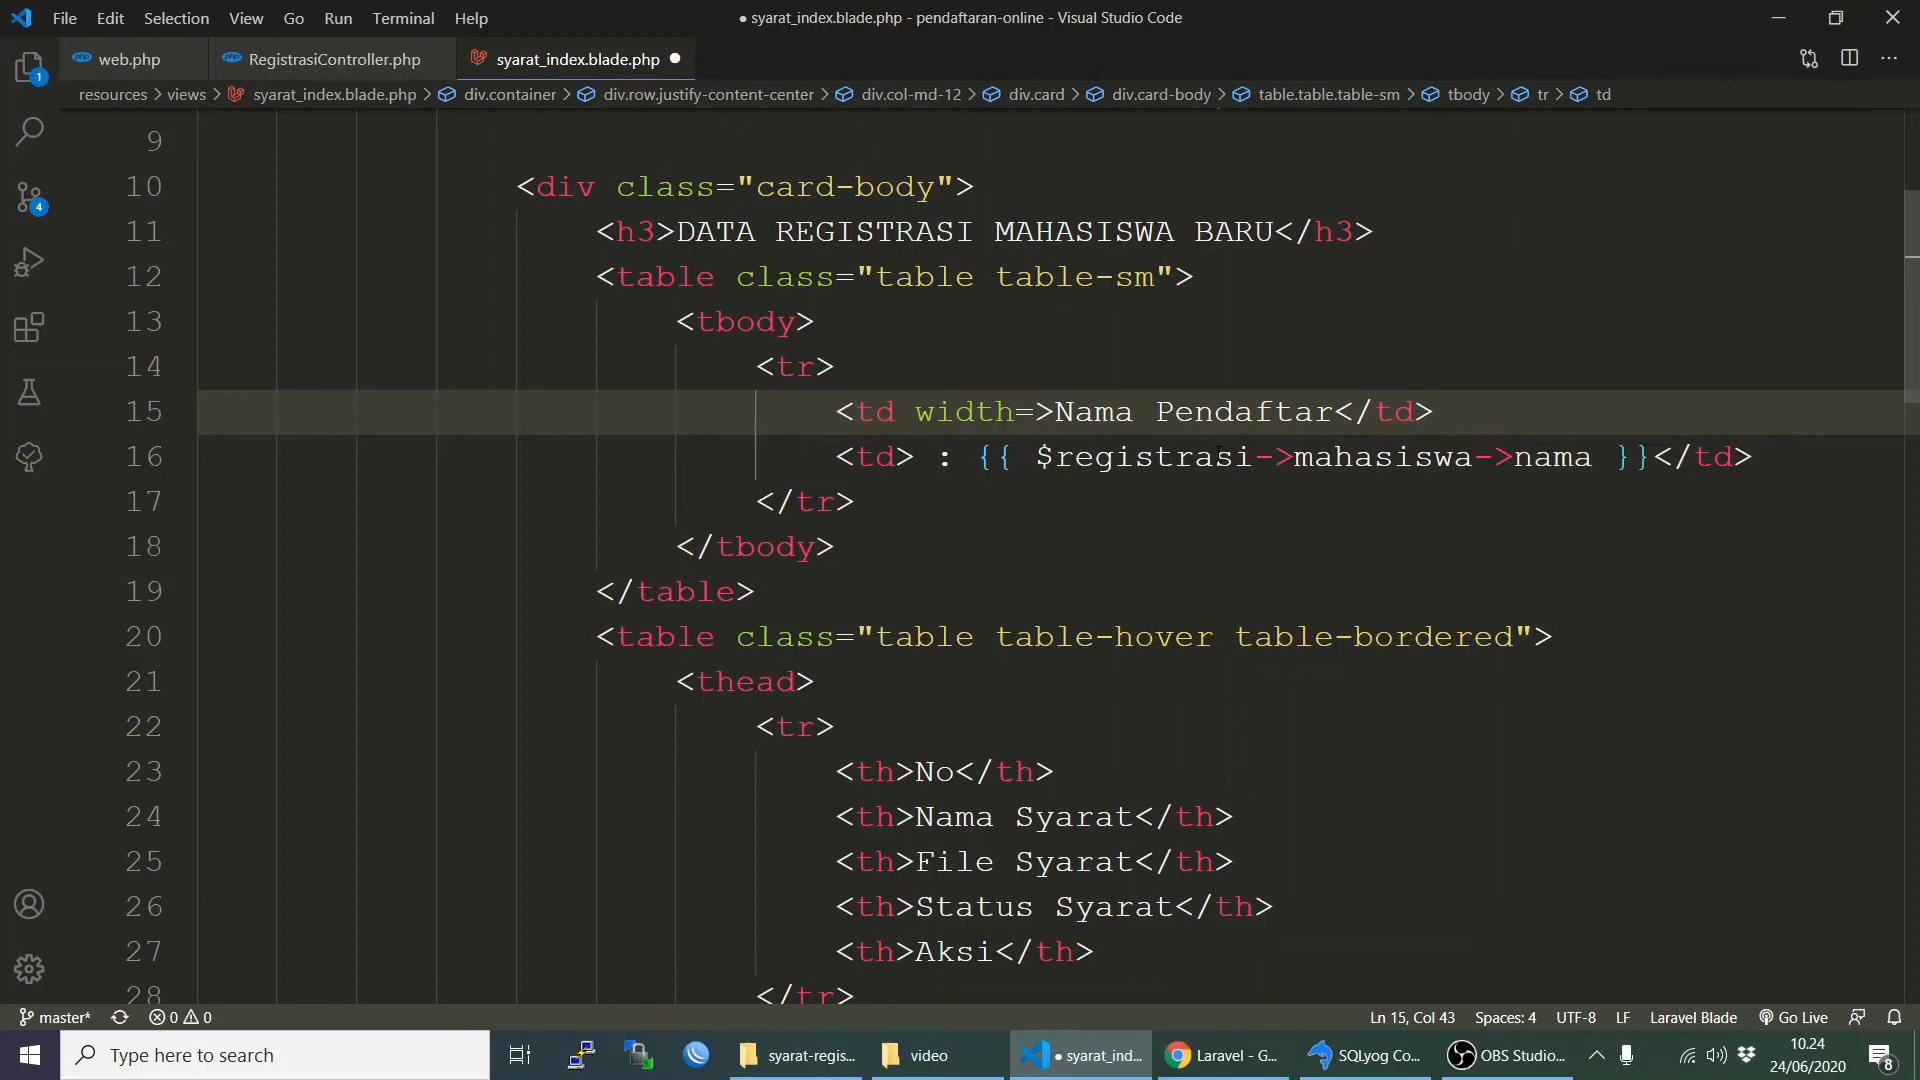 File Edit Selection View Go Run Terminal Help
● syarat_index.blade.php - pendaftaran-online - Visual Studio Code
web.php RegistrasiController.php syarat_index.blade.php
resources > views > syarat_index.blade.php > div.container > div.row.justify-content-center > div.col-md-12 > div.card > div.card-body > table.table.table-sm > tbody > tr > td
1
4
9
10 <div class="card-body">
11 <h3>DATA REGISTRASI MAHASISWA BARU</h3>
12 <table class="table table-sm">
13 <tbody>
14 <tr>
15 <td width=>Nama Pendaftar</td>
16 <td> : {{ $registrasi->mahasiswa->nama }}</td>
17 </tr>
18 </tbody>
19 </table>
20 <table class="table table-hover table-bordered">
21 <thead>
22 <tr>
23 <th>No</th>
24 <th>Nama Syarat</th>
25 <th>File Syarat</th>
26 <th>Status Syarat</th>
27 <th>Aksi</th>
28 </tr>
master* 0 0 Ln 15, Col 43 Spaces: 4 UTF-8 LF Laravel Blade Go Live
Type here to search syarat-regis... video ● syarat_ind... Laravel - G... SQLyog Co... OBS Studio... 10.24
24/06/2020
8